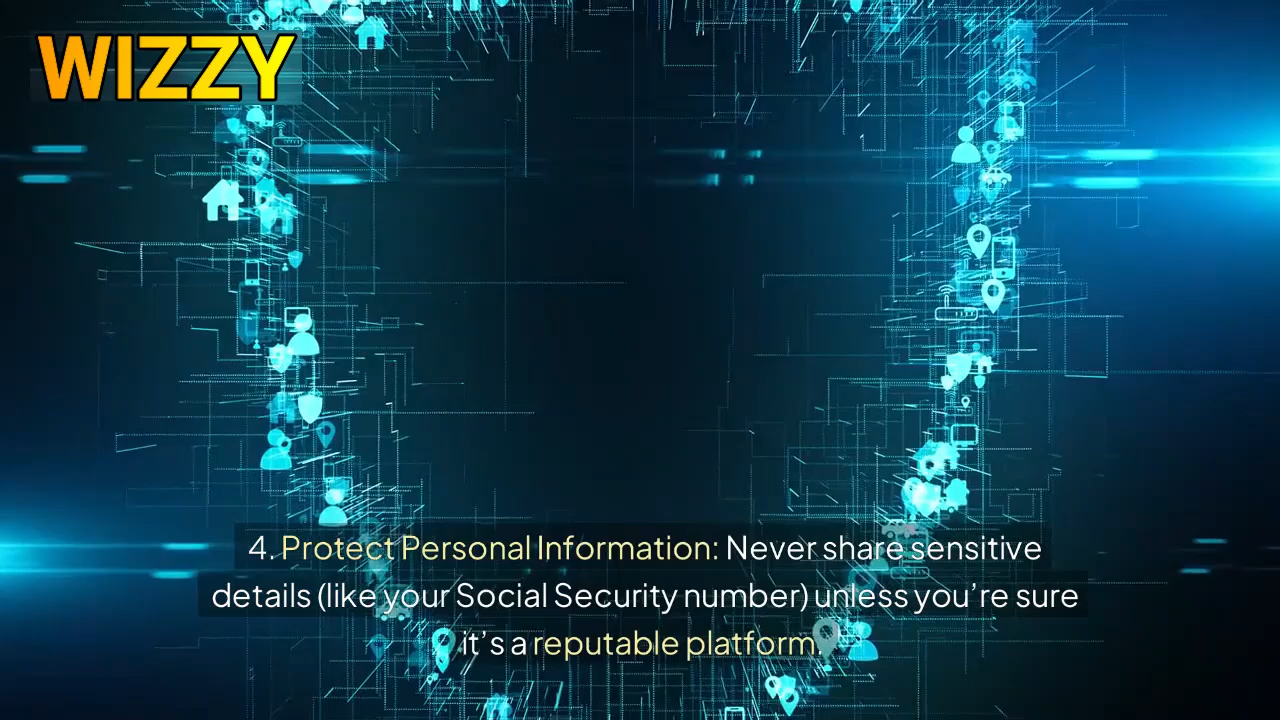 WIZZY
4. Protect Personal Information: Never share sensitive
details (like your Social Security number) unless you’re sure
it’s a reputable platform.